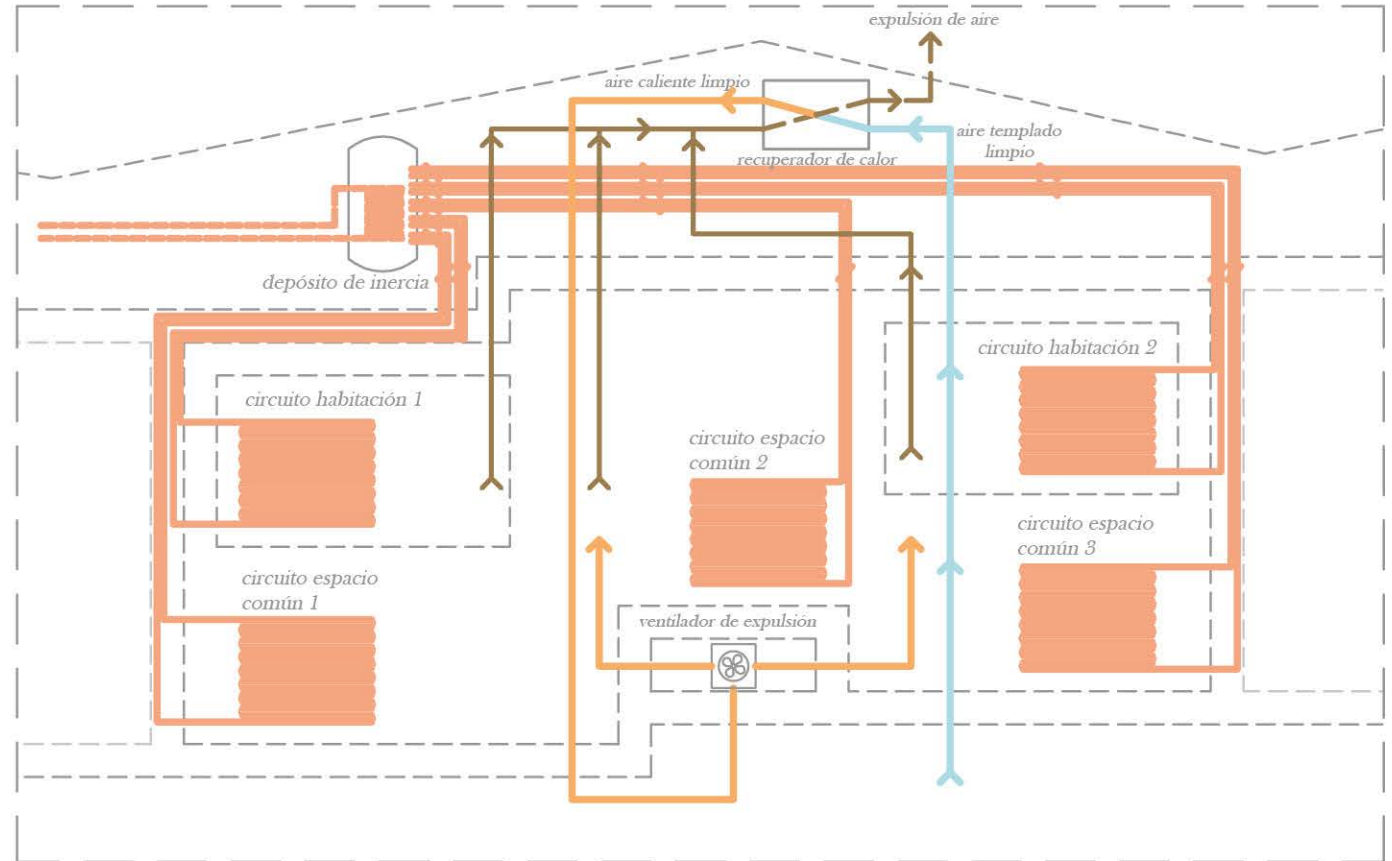 expulsión de aire
aire caliente limpio
aire templado
limpio
recuperador de calor
depósito de inercia
circuito habitación 2
circuito habitación 1
circuito espacio
común 2
circuito espacio
común 3
circuito espacio
común 1
ventilador de expulsión